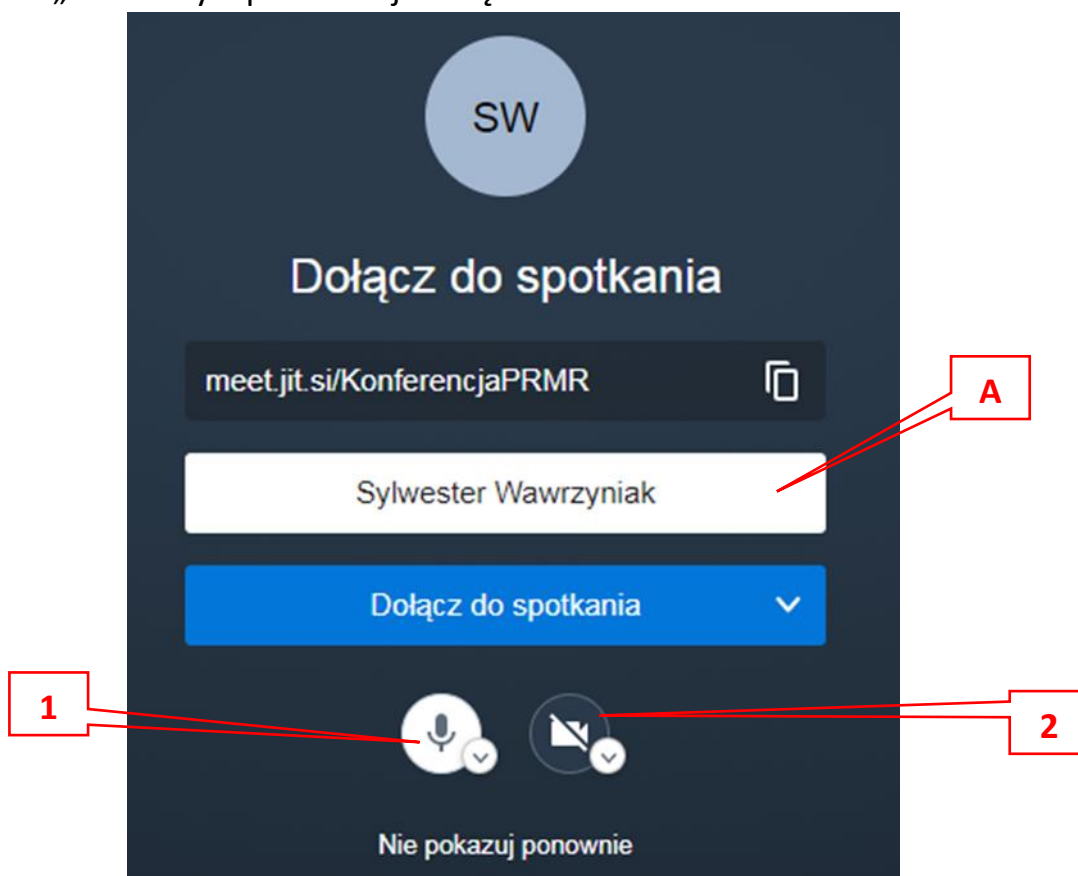 SW
Dołącz do spotkania
meet.jit.si/KonferencjaPRMR
A
Sylwester Wawrzyniak
Dołącz do spotkania
1
2
Nie pokazuj ponownie